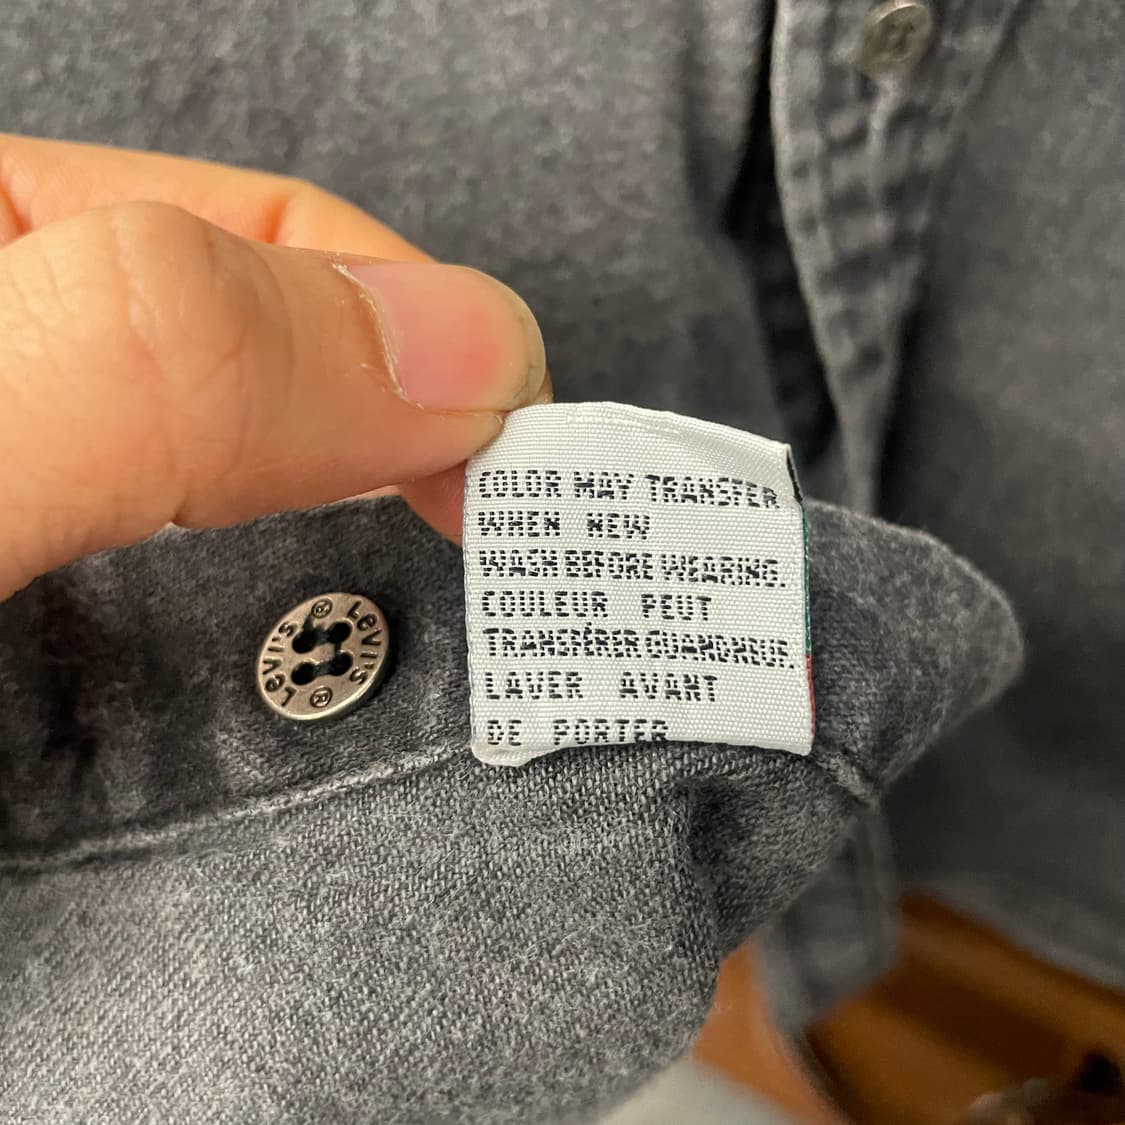 COLOR MAY TRANSFER
WHEN NEW
WASH BEFORE WEARING.
COULEUR PEUT
TRANSFÉRER QUAND NEUF.
LAVER AVANT
DE PORTER
LEVI'S ®
LEVI'S ®